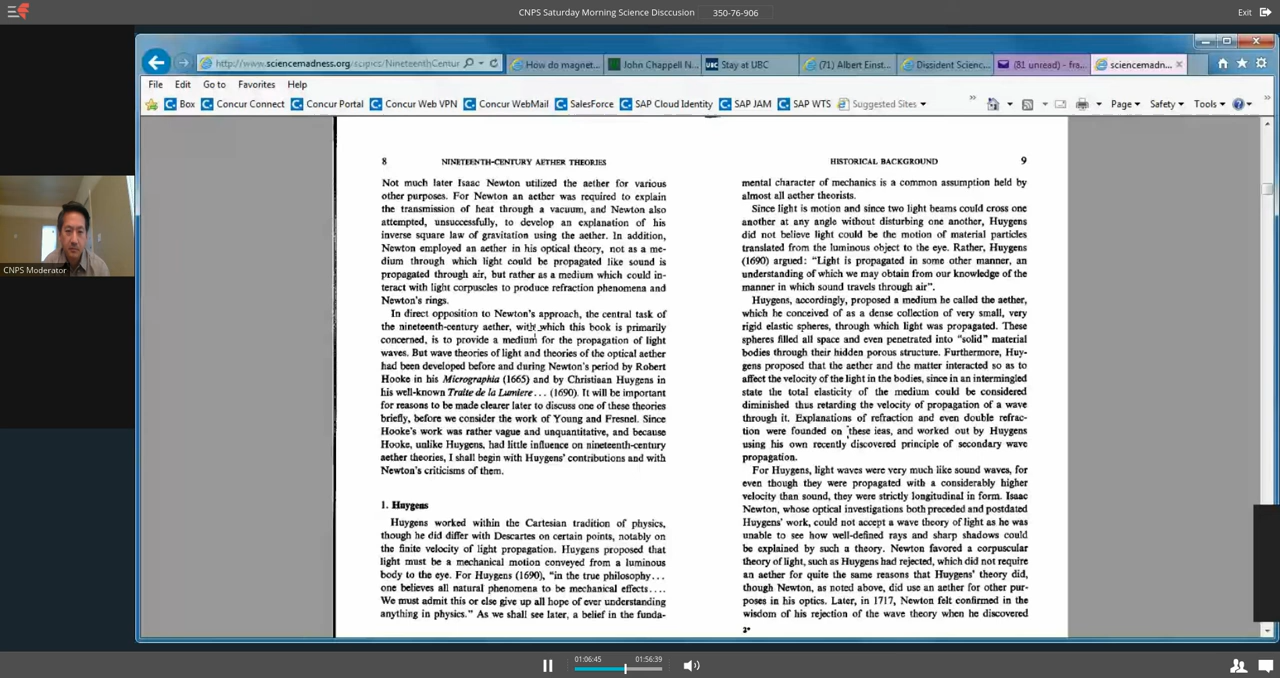 CNPS Saturday Morning Science Disccusion 350-76-906 Exit
http://www.sciencemadness.org/scipics/NineteenthCentur
How do magnet...
John Chappell N...
Stay at UBC
(71) Albert Einst...
Dissident Scienc...
(81 unread) - fra...
sciencemadn...
File Edit Go to Favorites Help
Box Concur Connect Concur Portal Concur Web VPN Concur WebMail SalesForce SAP Cloud Identity SAP JAM SAP WTS Suggested Sites Page Safety Tools
CNPS Moderator
8 NINETEENTH-CENTURY AETHER THEORIES
Not much later Isaac Newton utilized the aether for various
other purposes. For Newton an aether was required to explain
the transmission of heat through a vacuum, and Newton also
attempted, unsuccessfully, to develop an explanation of his
inverse square law of gravitation using the aether. In addition,
Newton employed an aether in his optical theory, not as a me-
dium through which light could be propagated like sound is
propagated through air, but rather as a medium which could in-
teract with light corpuscles to produce refraction phenomena and
Newton's rings.
In direct opposition to Newton's approach, the central task of
the nineteenth-century aether, with which this book is primarily
concerned, is to provide a medium for the propagation of light
waves. But wave theories of light and theories of the optical aether
had been developed before and during Newton's period by Robert
Hooke in his Micrographia (1665) and by Christiaan Huygens in
his well-known Traite de la Lumiere... (1690). It will be important
for reasons to be made clearer later to discuss one of these theories
briefly, before we consider the work of Young and Fresnel. Since
Hooke's work was rather vague and unquantitative, and because
Hooke, unlike Huygens, had little influence on nineteenth-century
aether theories, I shall begin with Huygens' contributions and with
Newton's criticisms of them.
1. Huygens
Huygens worked within the Cartesian tradition of physics,
though he did differ with Descartes on certain points, notably on
the finite velocity of light propagation. Huygens proposed that
light must be a mechanical motion conveyed from a luminous
body to the eye. For Huygens (1690), "in the true philosophy...
one believes all natural phenomena to be mechanical effects....
We must admit this or else give up all hope of ever understanding
anything in physics." As we shall see later, a belief in the funda-
HISTORICAL BACKGROUND 9
mental character of mechanics is a common assumption held by
almost all aether theorists.
Since light is motion and since two light beams could cross one
another at any angle without disturbing one another, Huygens
did not believe light could be the motion of material particles
translated from the luminous object to the eye. Rather, Huygens
(1690) argued: "Light is propagated in some other manner, an
understanding of which we may obtain from our knowledge of the
manner in which sound travels through air".
Huygens, accordingly, proposed a medium he called the aether,
which he conceived of as a dense collection of very small, very
rigid elastic spheres, through which light was propagated. These
spheres filled all space and even penetrated into "solid" material
bodies through their hidden porous structure. Furthermore, Huy-
gens proposed that the aether and the matter interacted so as to
affect the velocity of the light in the bodies, since in an intermingled
state the total elasticity of the medium could be considered
diminished thus retarding the velocity of propagation of a wave
through it. Explanations of refraction and even double refrac-
tion were founded on these ieas, and worked out by Huygens
using his own recently discovered principle of secondary wave
propagation.
For Huygens, light waves were very much like sound waves, for
even though they were propagated with a considerably higher
velocity than sound, they were strictly longitudinal in form. Isaac
Newton, whose optical investigations both preceded and postdated
Huygens' work, could not accept a wave theory of light as he was
unable to see how well-defined rays and sharp shadows could
be explained by such a theory. Newton favored a corpuscular
theory of light, such as Huygens had rejected, which did not require
an aether for quite the same reasons that Huygens' theory did,
though Newton, as noted above, did use an aether for other pur-
poses in his optics. Later, in 1717, Newton felt confirmed in the
wisdom of his rejection of the wave theory when he discovered
2*
01:06:45 01:56:39